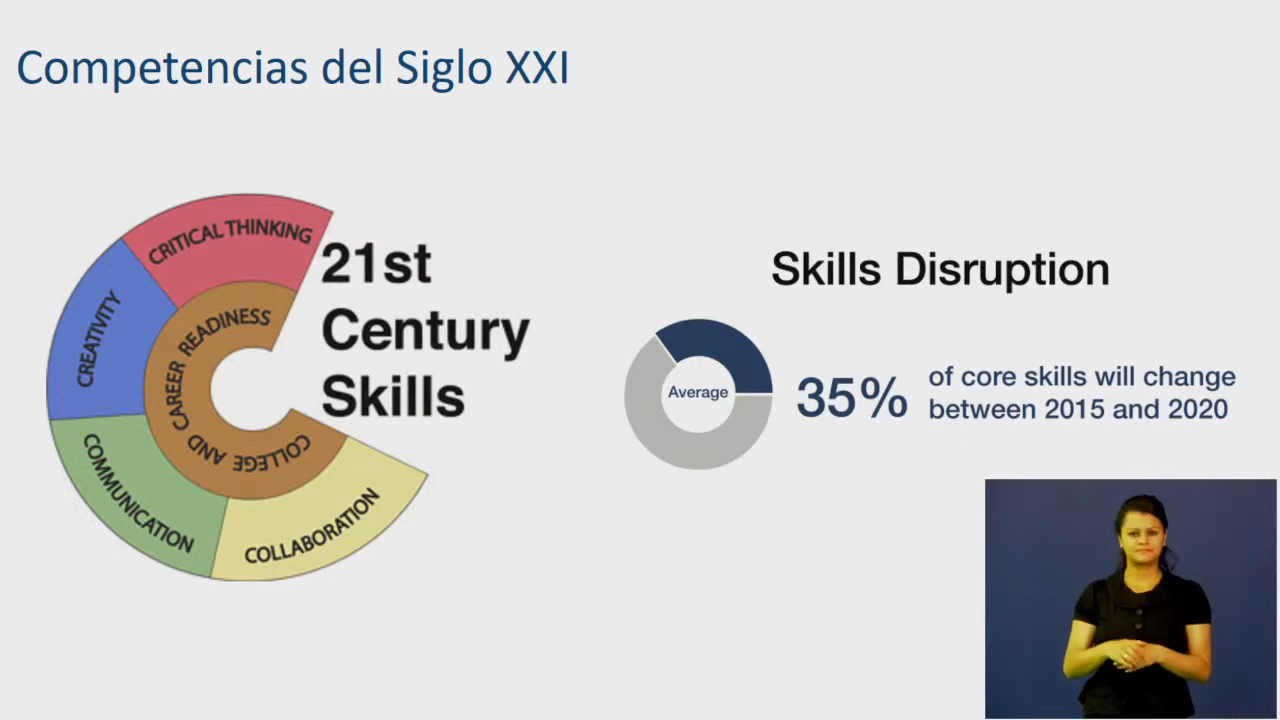 Competencias del Siglo XXI
CRITICAL THINKING
CREATIVITY
COMMUNICATION
COLLABORATION
COLLEGE AND CAREER READINESS
21st
Century
Skills
Skills Disruption
Average
35%
of core skills will change
between 2015 and 2020